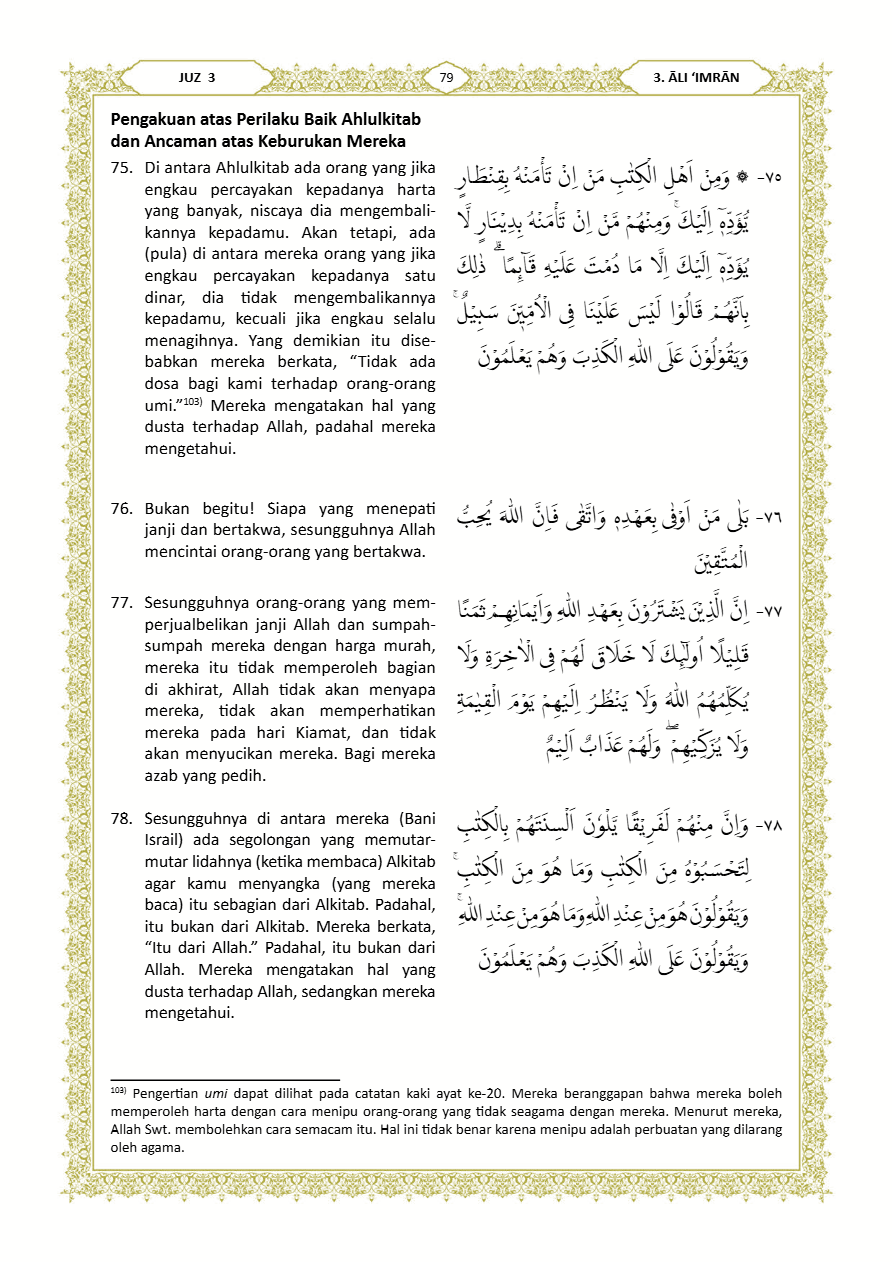 JUZ 3
79
3. ĀLI ‘IMRĀN
Pengakuan atas Perilaku Baik Ahlulkitab
dan Ancaman atas Keburukan Mereka
75. Di antara Ahlulkitab ada orang yang jika
engkau percayakan kepadanya harta
yang banyak, niscaya dia mengembali-
kannya kepadamu. Akan tetapi, ada
(pula) di antara mereka orang yang jika
engkau percayakan kepadanya satu
dinar, dia tidak mengembalikannya
kepadamu, kecuali jika engkau selalu
menagihnya. Yang demikian itu dise-
babkan mereka berkata, “Tidak ada
dosa bagi kami terhadap orang-orang
umi.”103) Mereka mengatakan hal yang
dusta terhadap Allah, padahal mereka
mengetahui.
٧٥- ۞ وَمِنْ اَهْلِ الْكِتٰبِ مَنْ اِنْ تَأْمَنْهُ بِقِنْطَارٍ
يُّؤَدِّهٖٓ اِلَيْكَۚ وَمِنْهُمْ مَّنْ اِنْ تَأْمَنْهُ بِدِيْنَارٍ لَّا
يُؤَدِّهٖٓ اِلَيْكَ اِلَّا مَا دُمْتَ عَلَيْهِ قَاۤىِٕمًا ۗ ذٰلِكَ
بِاَنَّهُمْ قَالُوْا لَيْسَ عَلَيْنَا فِى الْاُمِّيّٖنَ سَبِيْلٌۚ
وَيَقُوْلُوْنَ عَلَى اللّٰهِ الْكَذِبَ وَهُمْ يَعْلَمُوْنَ
76. Bukan begitu! Siapa yang menepati
janji dan bertakwa, sesungguhnya Allah
mencintai orang-orang yang bertakwa.
٧٦- بَلٰى مَنْ اَوْفٰى بِعَهْدِهٖ وَاتَّقٰى فَاِنَّ اللّٰهَ يُحِبُّ
الْمُتَّقِيْنَ
77. Sesungguhnya orang-orang yang mem-
perjualbelikan janji Allah dan sumpah-
sumpah mereka dengan harga murah,
mereka itu tidak memperoleh bagian
di akhirat, Allah tidak akan menyapa
mereka, tidak akan memperhatikan
mereka pada hari Kiamat, dan tidak
akan menyucikan mereka. Bagi mereka
azab yang pedih.
٧٧- اِنَّ الَّذِيْنَ يَشْتَرُوْنَ بِعَهْدِ اللّٰهِ وَاَيْمَانِهِمْ ثَمَنًا
قَلِيْلًا اُولٰۤىِٕكَ لَا خَلَاقَ لَهُمْ فِى الْاٰخِرَةِ وَلَا
يُكَلِّمُهُمُ اللّٰهُ وَلَا يَنْظُرُ اِلَيْهِمْ يَوْمَ الْقِيٰمَةِ
وَلَا يُزَكِّيْهِمْ ۖ وَلَهُمْ عَذَابٌ اَلِيْمٌ
78. Sesungguhnya di antara mereka (Bani
Israil) ada segolongan yang memutar-
mutar lidahnya (ketika membaca) Alkitab
agar kamu menyangka (yang mereka
baca) itu sebagian dari Alkitab. Padahal,
itu bukan dari Alkitab. Mereka berkata,
“Itu dari Allah.” Padahal, itu bukan dari
Allah. Mereka mengatakan hal yang
dusta terhadap Allah, sedangkan mereka
mengetahui.
٧٨- وَاِنَّ مِنْهُمْ لَفَرِيْقًا يَّلْوٗنَ اَلْسِنَتَهُمْ بِالْكِتٰبِ
لِتَحْسَبُوْهُ مِنَ الْكِتٰبِ وَمَا هُوَ مِنَ الْكِتٰبِۚ
وَيَقُوْلُوْنَ هُوَ مِنْ عِنْدِ اللّٰهِ وَمَا هُوَ مِنْ عِنْدِ اللّٰهِۚ
وَيَقُوْلُوْنَ عَلَى اللّٰهِ الْكَذِبَ وَهُمْ يَعْلَمُوْنَ
103) Pengertian umi dapat dilihat pada catatan kaki ayat ke-20. Mereka beranggapan bahwa mereka boleh
memperoleh harta dengan cara menipu orang-orang yang tidak seagama dengan mereka. Menurut mereka,
Allah Swt. membolehkan cara semacam itu. Hal ini tidak benar karena menipu adalah perbuatan yang dilarang
oleh agama.